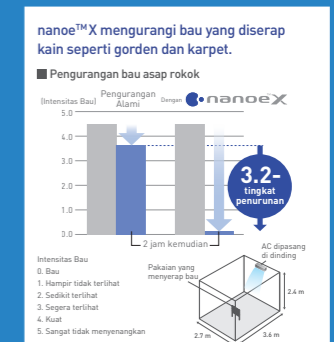 nanoe™X mengurangi bau yang diserap
kain seperti gorden dan karpet.
Pengurangan bau asap rokok
(Intensitas Bau)
Pengurangan
Alami
Dengan nanoeX
5.0
4.0
3.0
2.0
1.0
0.0
3.2-
tingkat
penurunan
2 jam kemudian
Intensitas Bau
0. Bau
1. Hampir tidak terlihat
2. Sedikit terlihat
3. Segera terlihat
4. Kuat
5. Sangat tidak menyenangkan
Pakaian yang
menyerap bau
AC dipasang
di dinding
2.4 m
2.7 m
3.6 m